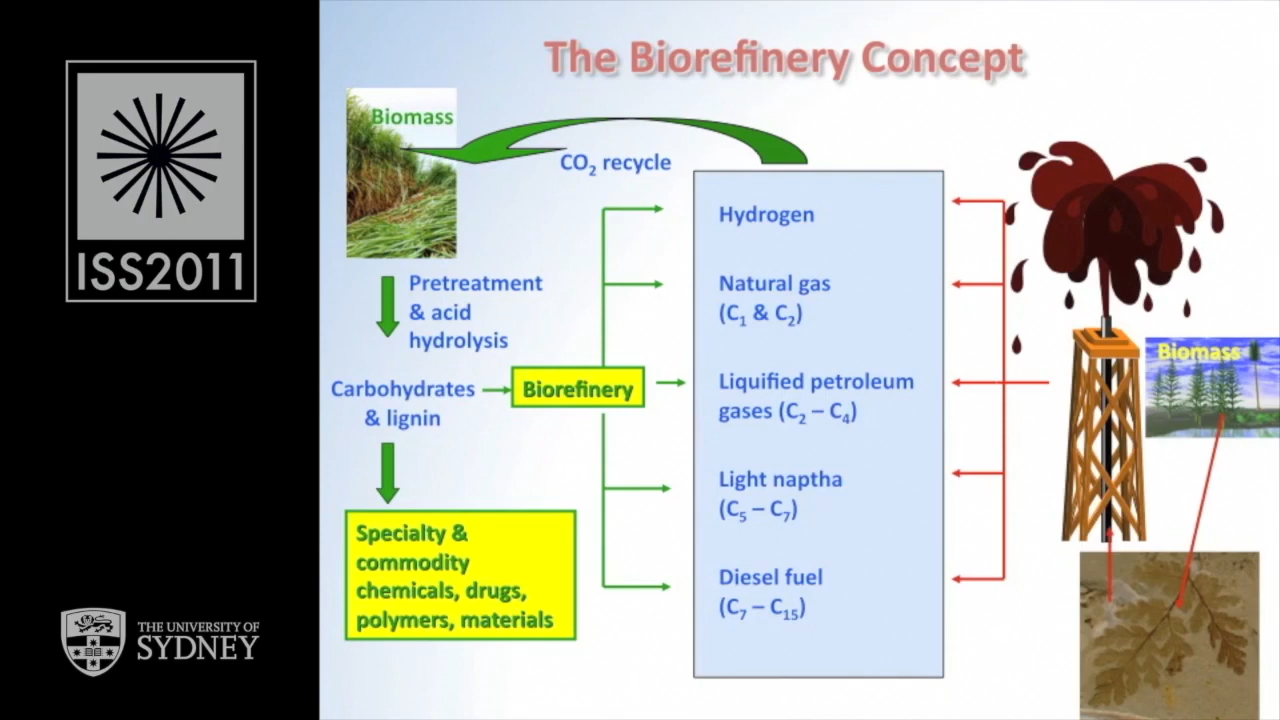 ISS2011
THE UNIVERSITY OF
SYDNEY
The Biorefinery Concept
Biomass
CO₂ recycle
Pretreatment
& acid
hydrolysis
Carbohydrates
& lignin
Biorefinery
Specialty &
commodity
chemicals, drugs,
polymers, materials
Hydrogen
Natural gas
(C₁ & C₂)
Liquified petroleum
gases (C₂ – C₄)
Light naptha
(C₅ – C₇)
Diesel fuel
(C₇ – C₁₅)
Biomass